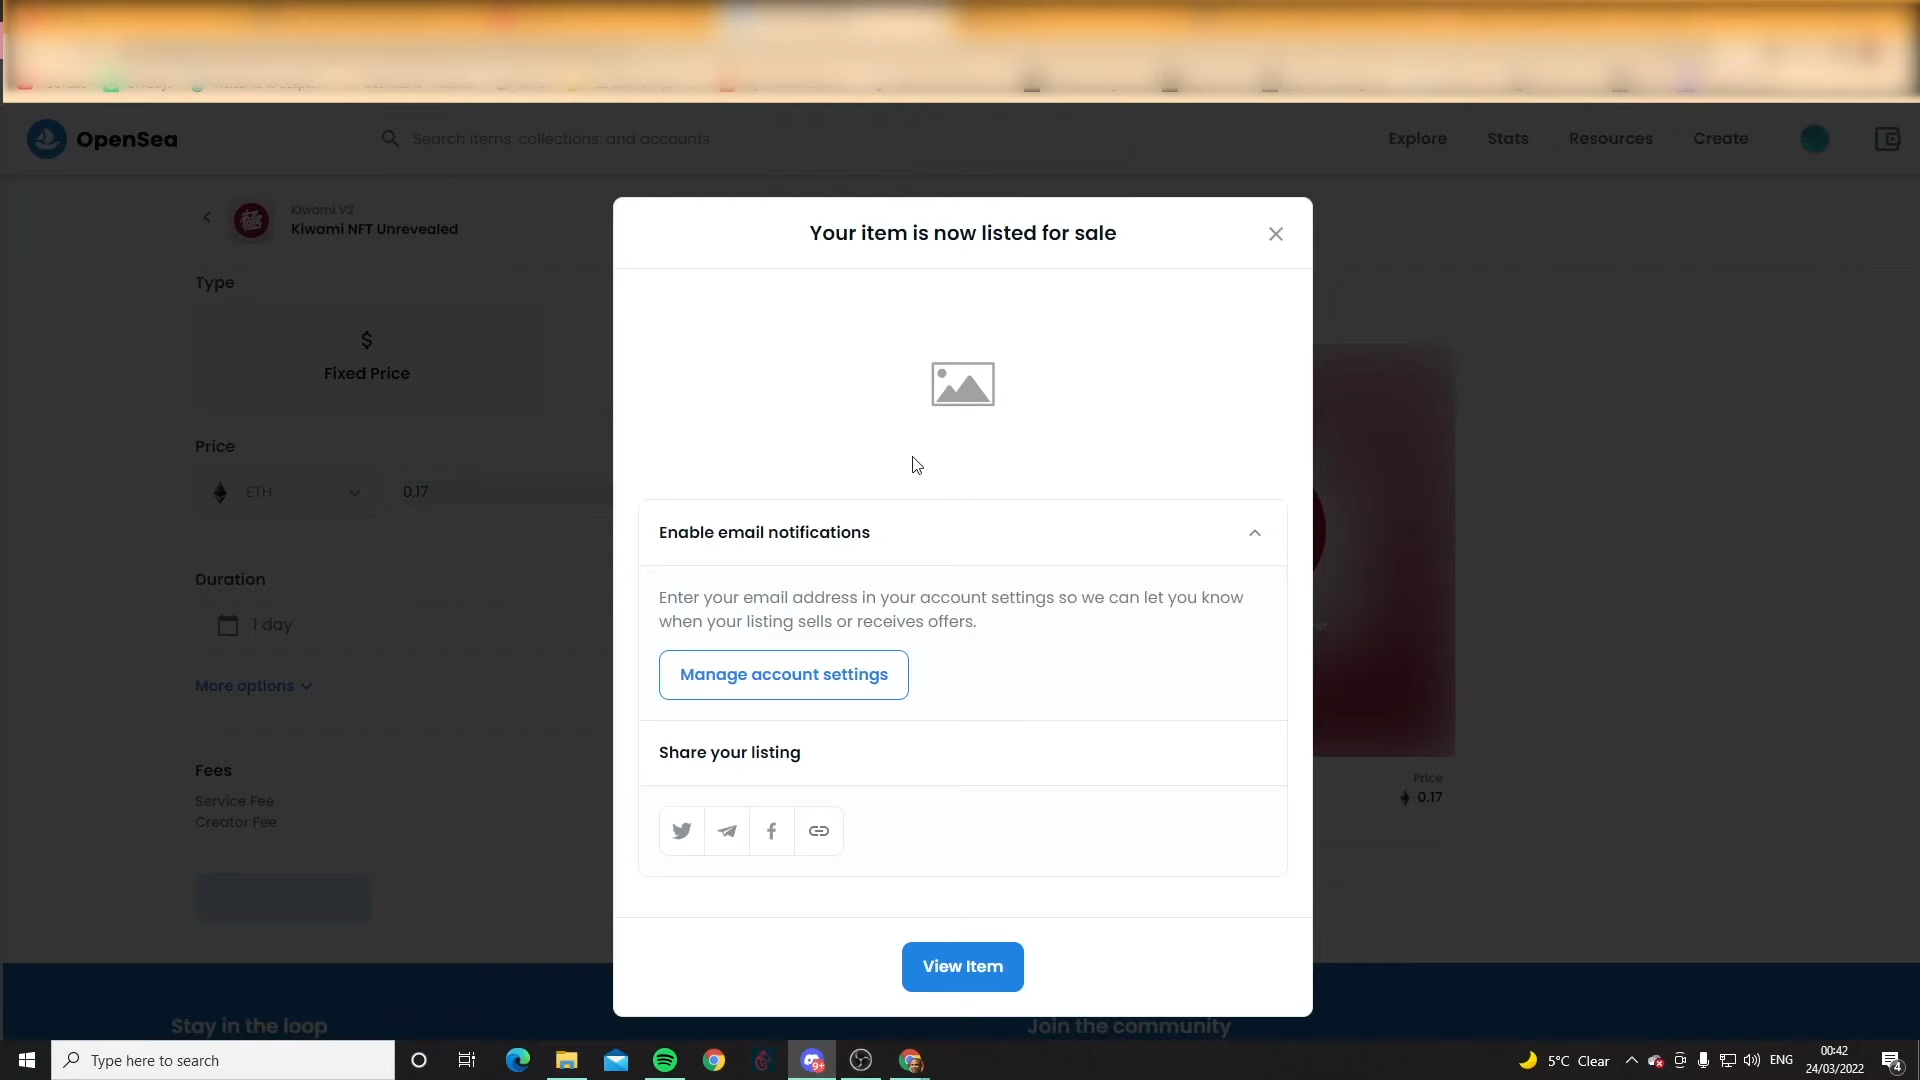 OpenSea
Search items, collections, and accounts
Explore
Stats
Resources
Create
Kiwami V2
Kiwami NFT Unrevealed
Type
$
Fixed Price
Price
ETH
0.17
Duration
1 day
More options
Fees
Service Fee
Creator Fee
Your item is now listed for sale
Enable email notifications
Enter your email address in your account settings so we can let you know
when your listing sells or receives offers.
Manage account settings
Share your listing
View Item
Price
0.17
Stay in the loop
Join the community
Type here to search
9+
5°C Clear
ENG
00:42
24/03/2022
4